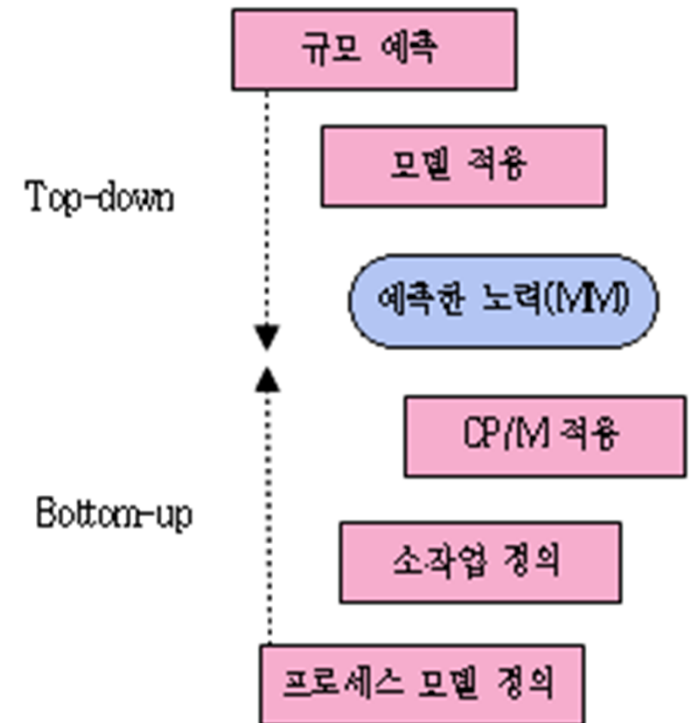 규모 예측
모델 적용
Top-down
예측한 노력(MM)
CP/M 적용
Bottom-up
소작업 정의
프로세스 모델 정의